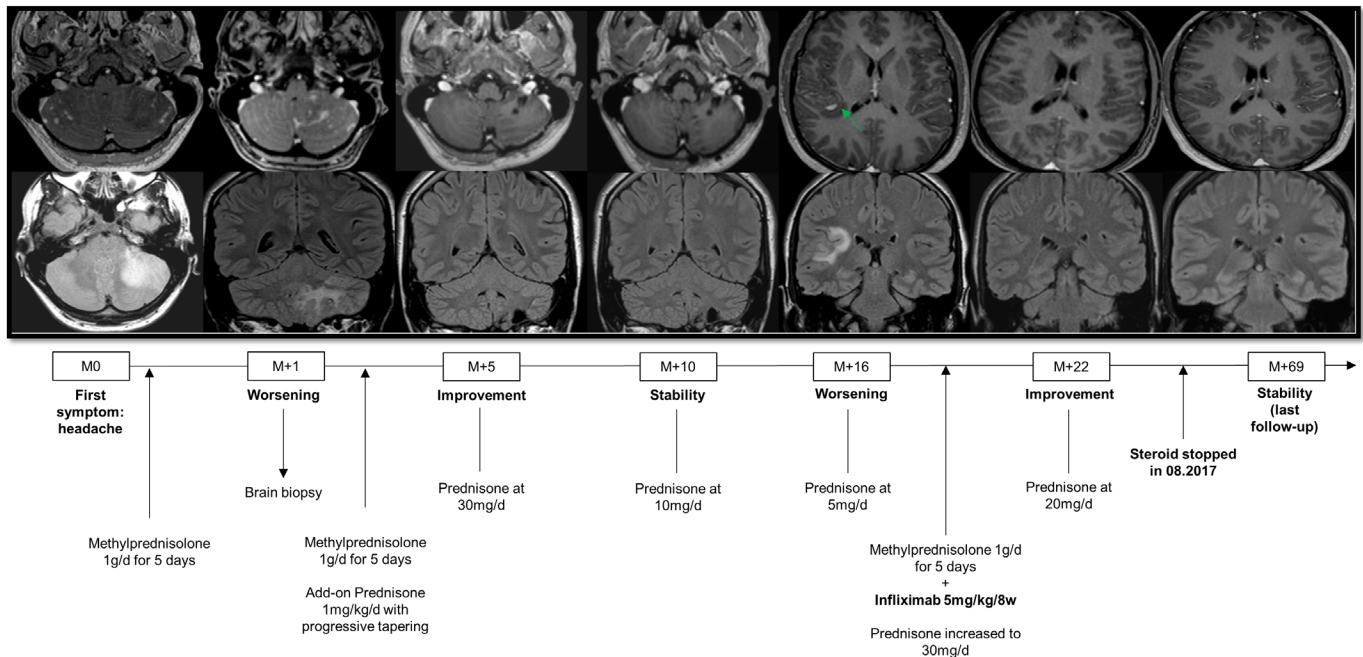 M0
M+1
M+5
M+10
M+16
M+22
M+69
First
symptom:
headache
Worsening
Improvement
Stability
Worsening
Improvement
Stability
(last
follow-up)
Steroid stopped
in 08.2017
Brain biopsy
Prednisone at
30mg/d
Prednisone at
10mg/d
Prednisone at
5mg/d
Prednisone at
20mg/d
Methylprednisolone
1g/d for 5 days
Methylprednisolone
1g/d for 5 days
Add-on Prednisone
1mg/kg/d with
progressive tapering
Methylprednisolone 1g/d
for 5 days
+
Infliximab 5mg/kg/8w
Prednisone increased to
30mg/d